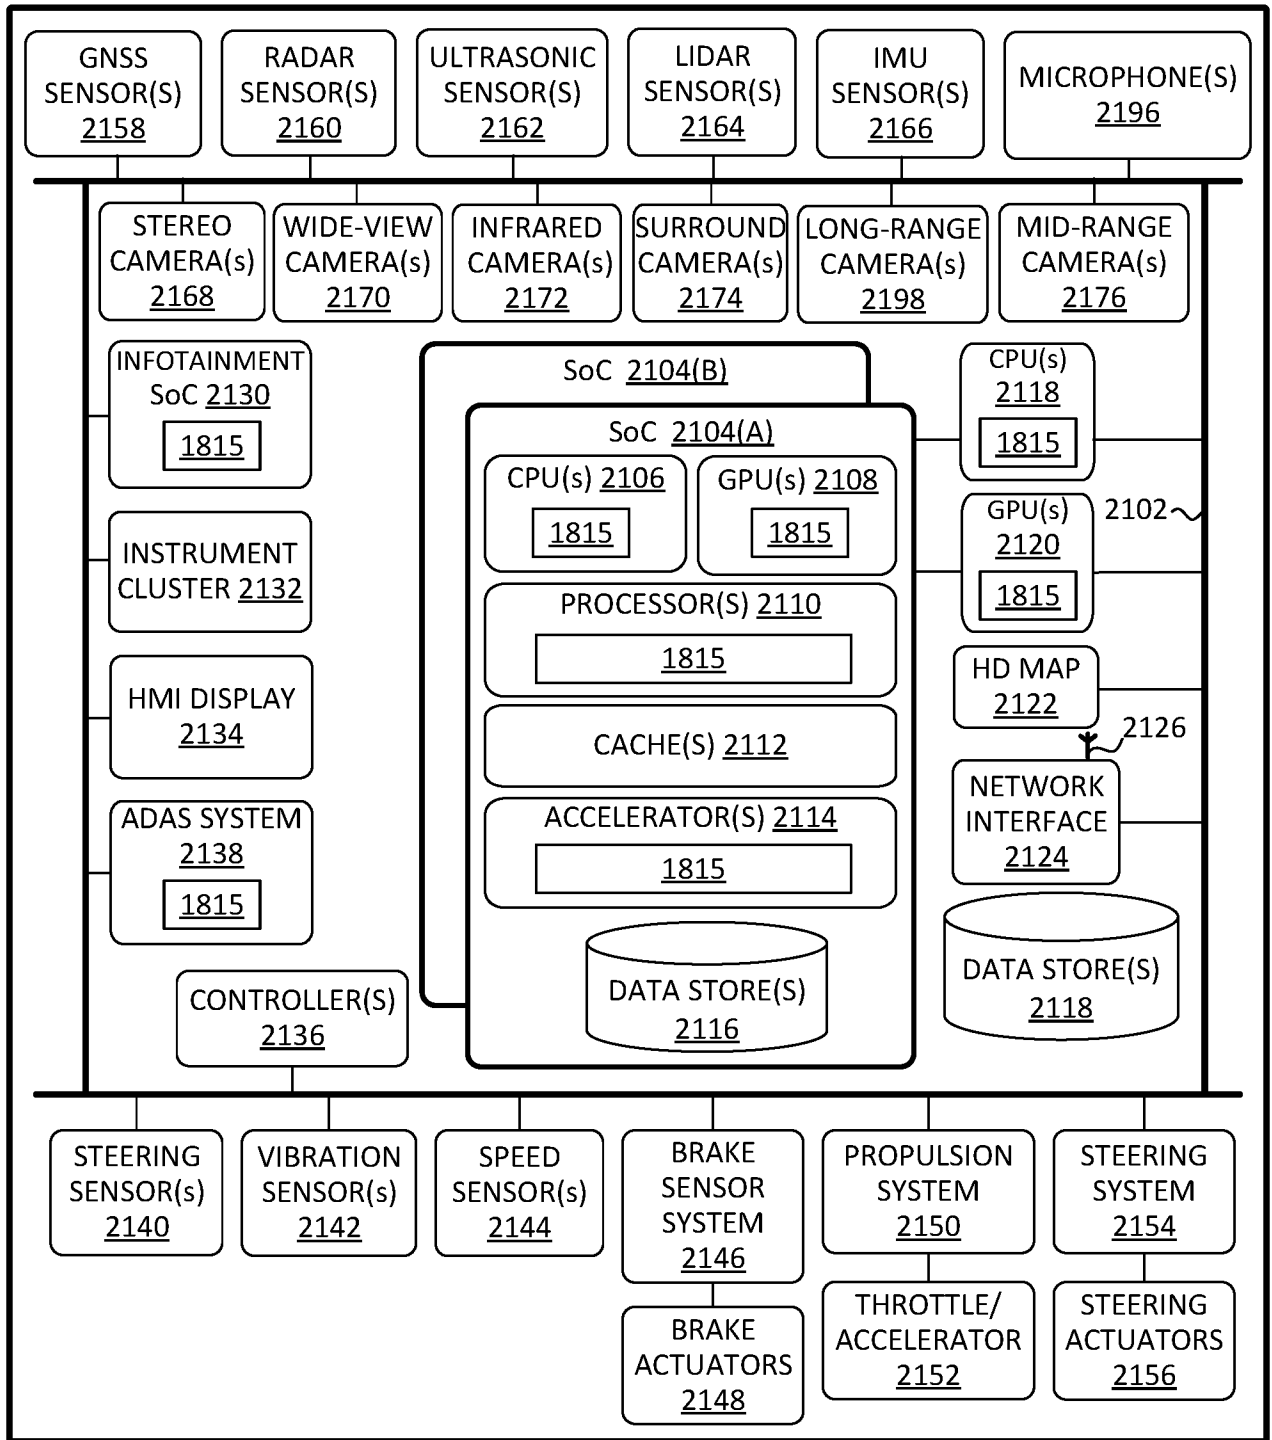 GNSS
SENSOR(S)
2158
RADAR
SENSOR(S)
2160
ULTRASONIC
SENSOR(S)
2162
LIDAR
SENSOR(S)
2164
IMU
SENSOR(S)
2166
MICROPHONE(S)
2196
STEREO
CAMERA(s)
2168
WIDE-VIEW
CAMERA(s)
2170
INFRARED
CAMERA(s)
2172
SURROUND
CAMERA(s)
2174
LONG-RANGE
CAMERA(s)
2198
MID-RANGE
CAMERA(s)
2176
INFOTAINMENT
SoC 2130
1815
INSTRUMENT
CLUSTER 2132
HMI DISPLAY
2134
ADAS SYSTEM
2138
1815
CONTROLLER(S)
2136
SoC 2104(B)
SoC 2104(A)
CPU(s) 2106
1815
GPU(s) 2108
1815
PROCESSOR(S) 2110
1815
CACHE(S) 2112
ACCELERATOR(S) 2114
1815
DATA STORE(S)
2116
CPU(s)
2118
1815
GPU(s)
2120
1815
2102
HD MAP
2122
2126
NETWORK
INTERFACE
2124
DATA STORE(S)
2118
STEERING
SENSOR(s)
2140
VIBRATION
SENSOR(s)
2142
SPEED
SENSOR(s)
2144
BRAKE
SENSOR
SYSTEM
2146
BRAKE
ACTUATORS
2148
PROPULSION
SYSTEM
2150
THROTTLE/
ACCELERATOR
2152
STEERING
SYSTEM
2154
STEERING
ACTUATORS
2156